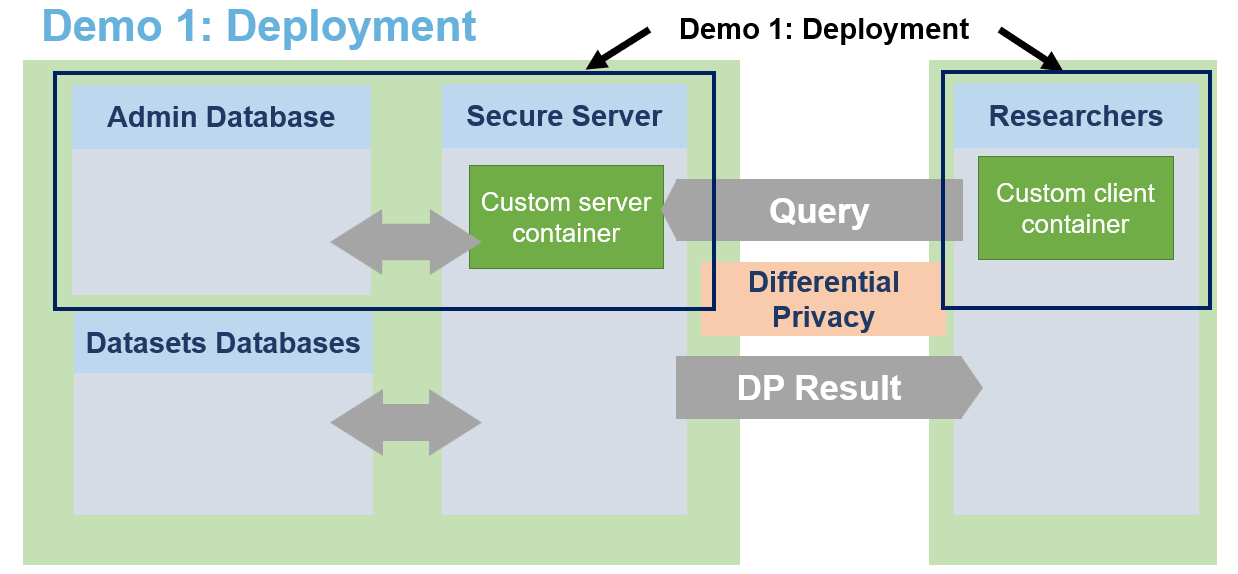 Demo 1: Deployment
Demo 1: Deployment
Admin Database
Secure Server
Researchers
Custom server
container
Query
Custom client
container
Differential
Privacy
Datasets Databases
DP Result